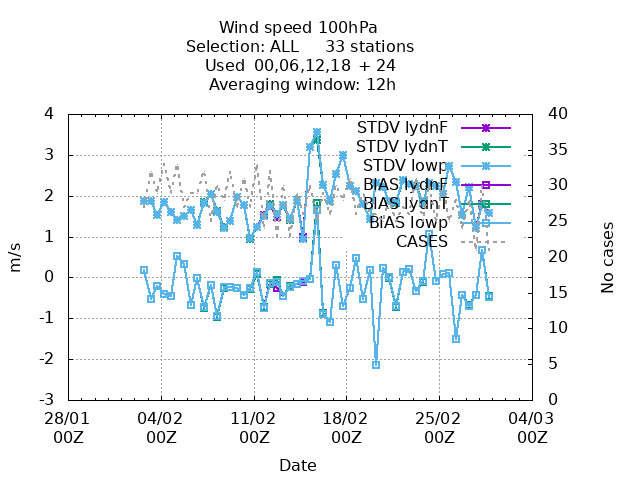 Wind speed 100hPa
Selection: ALL 33 stations
Used 00,06,12,18 + 24
Averaging window: 12h
4
3
2
1
0
-1
-2
-3
m/s
40
35
30
25
20
15
10
5
0
No cases
STDV lydnF
STDV lydnT
STDV lowp
BIAS lydnF
BIAS lydnT
BIAS lowp
CASES
28/01 04/02 11/02 18/02 25/02 04/03
00Z 00Z 00Z 00Z 00Z 00Z
Date